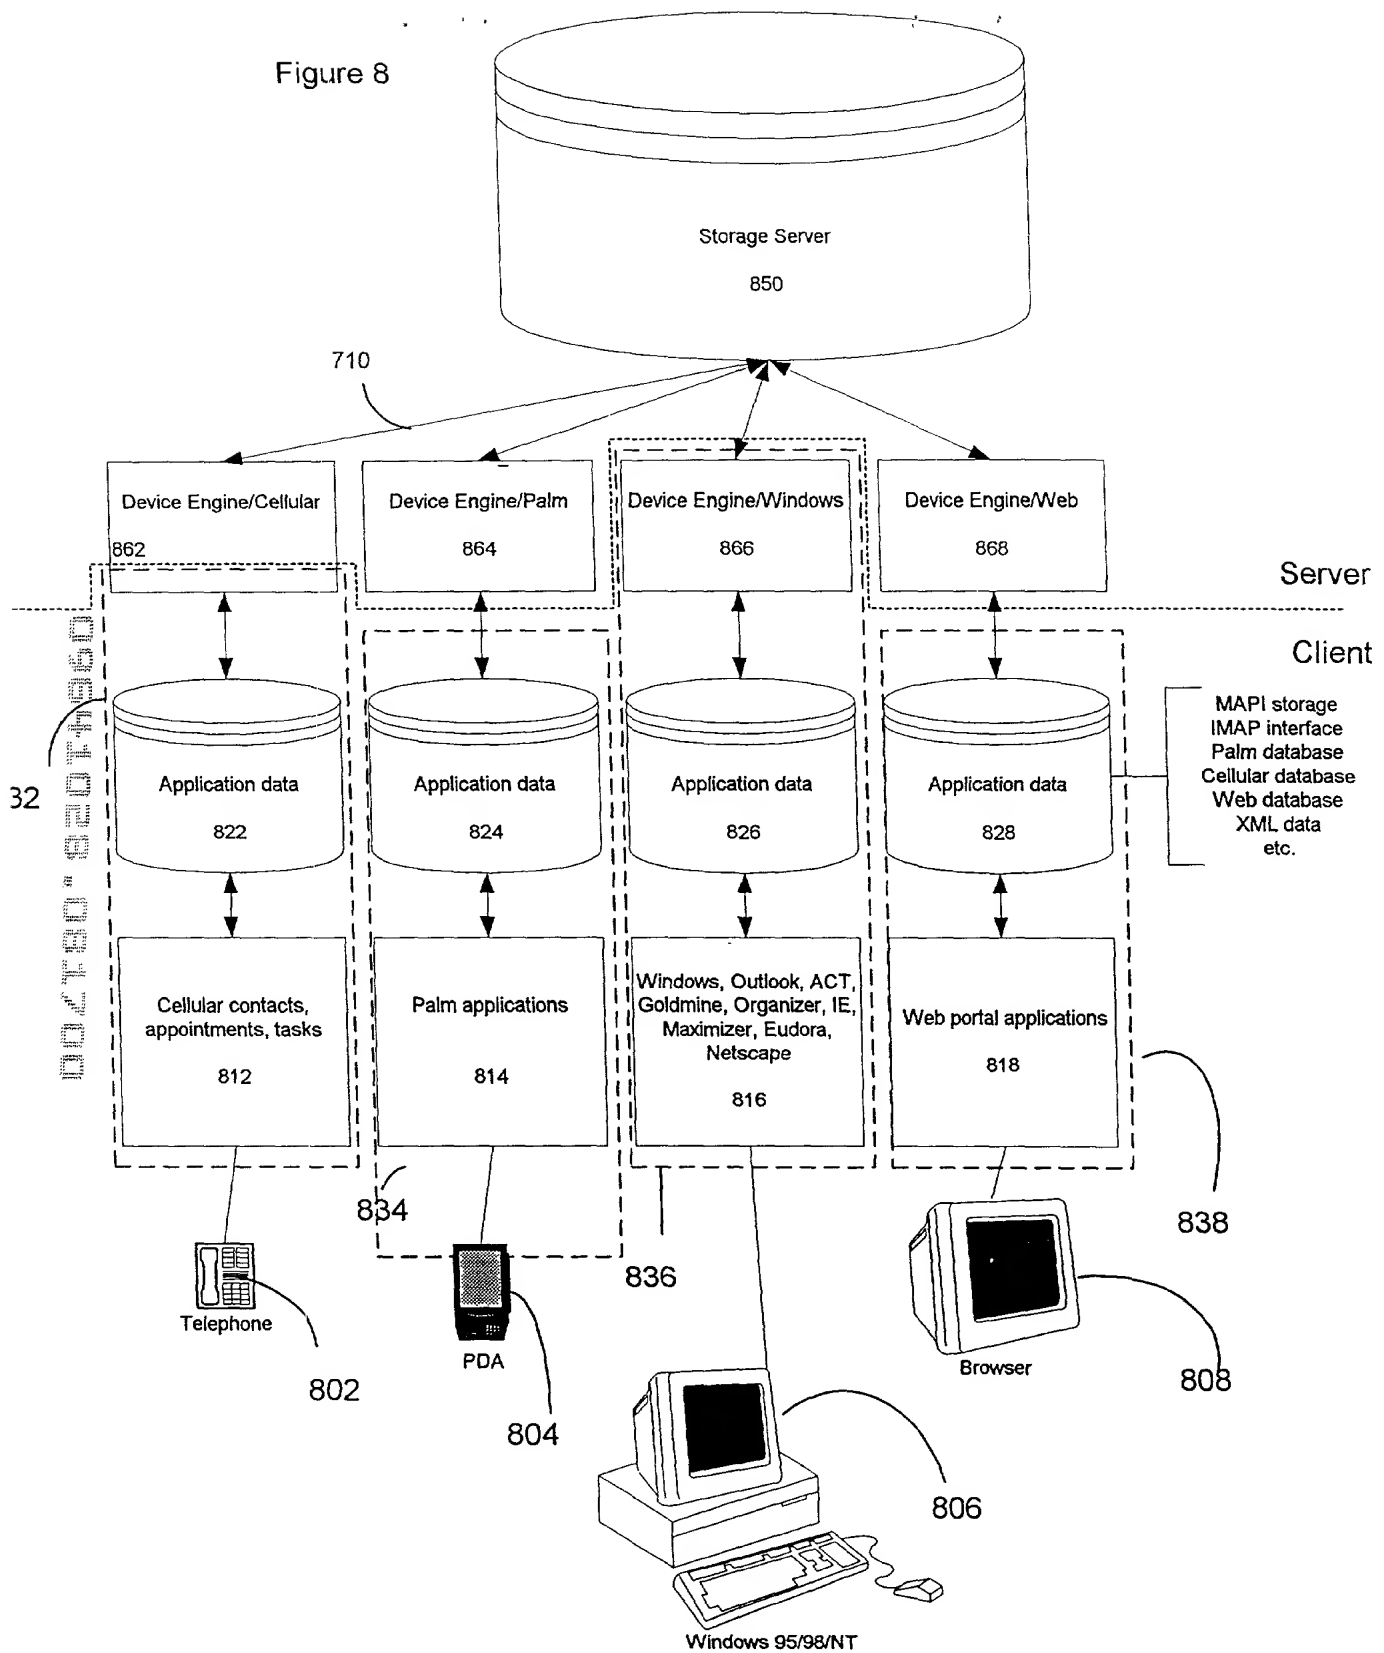 Figure 8
Storage Server
850
710
Device Engine/Cellular
862
Device Engine/Palm
864
Device Engine/Windows
866
Device Engine/Web
868
Server
Client
32
Application data
822
Application data
824
Application data
826
Application data
828
MAPI storage
IMAP interface
Palm database
Cellular database
Web database
XML data
etc.
Cellular contacts,
appointments, tasks
812
Palm applications
814
Windows, Outlook, ACT,
Goldmine, Organizer, IE,
Maximizer, Eudora,
Netscape
816
Web portal applications
818
834
836
838
Telephone
802
PDA
804
Browser
808
806
Windows 95/98/NT